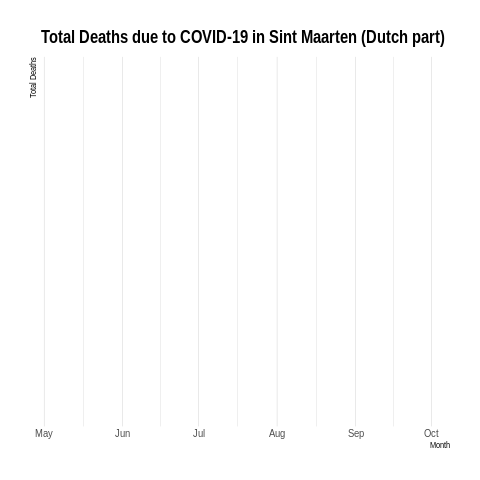 Total Deaths due to COVID-19 in Sint Maarten (Dutch part)
Total Deaths
May Jun Jul Aug Sep Oct
Month